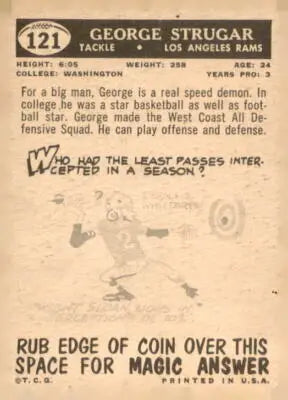 121
GEORGE STRUGAR
TACKLE • LOS ANGELES RAMS
HEIGHT: 6:05 WEIGHT: 258 AGE: 24
COLLEGE: WASHINGTON YEARS PRO: 3
For a big man, George is a real speed demon. In
college,he was a star basketball as well as foot-
ball star. George made the West Coast All De-
fensive Squad. He can play offense and defense.
WHO HAD THE LEAST PASSES INTER-
CEPTED IN A SEASON?
2
RUB EDGE OF COIN OVER THIS
SPACE FOR MAGIC ANSWER
©T.C.G. PRINTED IN U.S.A.